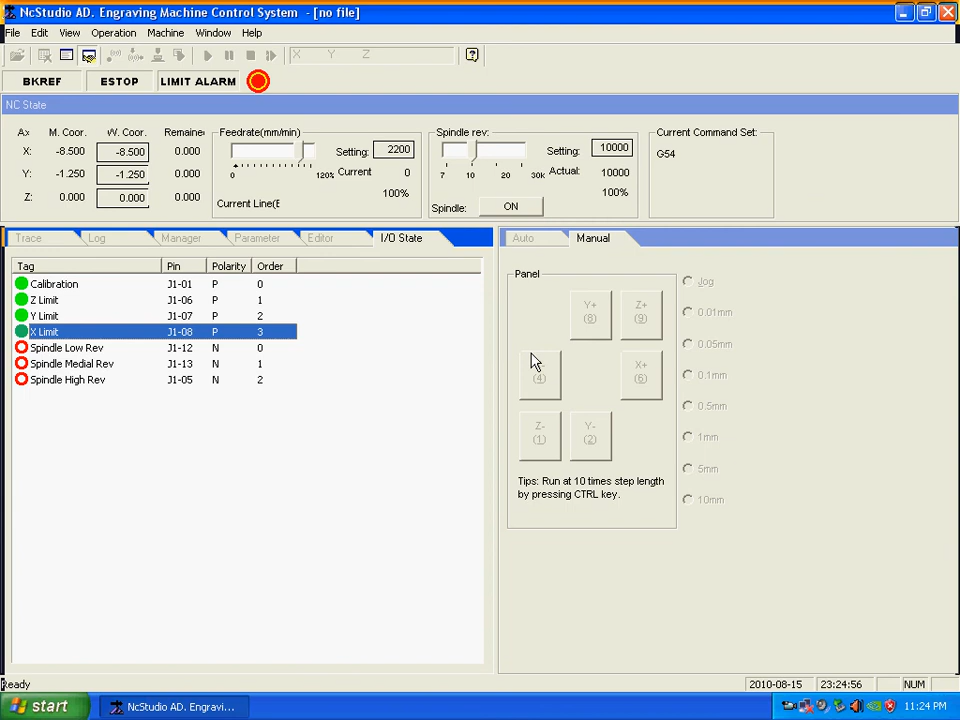 NcStudio AD. Engraving Machine Control System - [no file]
File Edit View Operation Machine Window Help
X Y Z
BKREF ESTOP LIMIT ALARM
NC State
Ax M. Coor. W. Coor. Remaine
X: -8.500 -8.500 0.000
Y: -1.250 -1.250 0.000
Z: 0.000 0.000 0.000
Feedrate(mm/min)
Setting: 2200
0 120% Current 0
100%
Current Line(E
Spindle rev:
Setting: 10000
7 10 20 30k Actual: 10000
100%
Spindle: ON
Current Command Set:
G54
Trace Log Manager Parameter Editor I/O State
Tag Pin Polarity Order
Calibration J1-01 P 0
Z Limit J1-06 P 1
Y Limit J1-07 P 2
X Limit J1-08 P 3
Spindle Low Rev J1-12 N 0
Spindle Medial Rev J1-13 N 1
Spindle High Rev J1-05 N 2
Auto Manual
Panel
Y+ (8)
Z+ (9)
(4)
X+ (6)
Z- (1)
Y- (2)
Tips: Run at 10 times step length
by pressing CTRL key.
Jog
0.01mm
0.05mm
0.1mm
0.5mm
1mm
5mm
10mm
Ready 2010-08-15 23:24:56 NUM
start NcStudio AD. Engravi... 11:24 PM